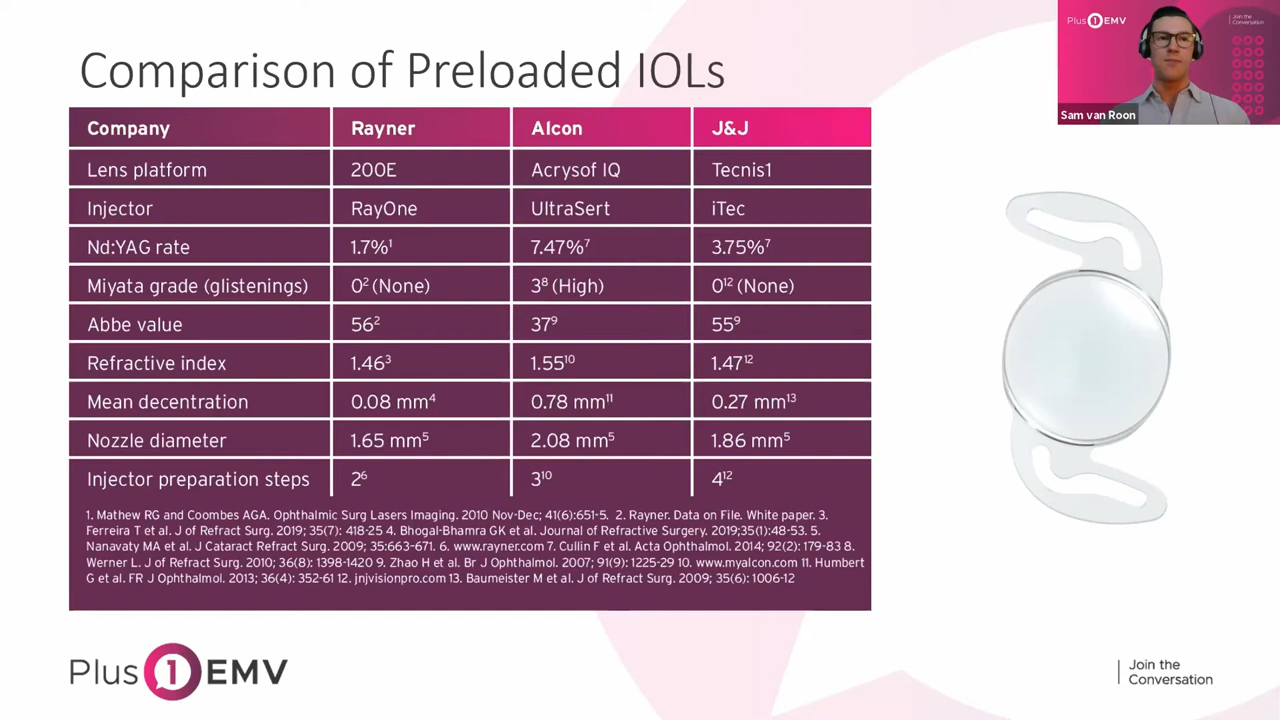 Comparison of Preloaded IOLs
Plus 1 EMV
Join the
Conversation
Sam van Roon
Company Rayner Alcon J&J
Lens platform 200E Acrysof IQ Tecnis1
Injector RayOne UltraSert iTec
Nd:YAG rate 1.7%¹ 7.47%⁷ 3.75%⁷
Miyata grade (glistenings) 0² (None) 3⁸ (High) 0¹² (None)
Abbe value 56² 37⁹ 55⁹
Refractive index 1.46³ 1.55¹⁰ 1.47¹²
Mean decentration 0.08 mm⁴ 0.78 mm¹¹ 0.27 mm¹³
Nozzle diameter 1.65 mm⁵ 2.08 mm⁵ 1.86 mm⁵
Injector preparation steps 2⁶ 3¹⁰ 4¹²
1. Mathew RG and Coombes AGA. Ophthalmic Surg Lasers Imaging. 2010 Nov-Dec; 41(6):651-5. 2. Rayner. Data on File. White paper. 3.
Ferreira T et al. J of Refract Surg. 2019; 35(7): 418-25 4. Bhogal-Bhamra GK et al. Journal of Refractive Surgery. 2019;35(1):48-53. 5.
Nanavaty MA et al. J Cataract Refract Surg. 2009; 35:663-671. 6. www.rayner.com 7. Cullin F et al. Acta Ophthalmol. 2014; 92(2): 179-83 8.
Werner L. J of Refract Surg. 2010; 36(8): 1398-1420 9. Zhao H et al. Br J Ophthalmol. 2007; 91(9): 1225-29 10. www.myalcon.com 11. Humbert
G et al. FR J Ophthalmol. 2013; 36(4): 352-61 12. jnjvisionpro.com 13. Baumeister M et al. J of Refract Surg. 2009; 35(6): 1006-12
Plus 1 EMV
Join the
Conversation